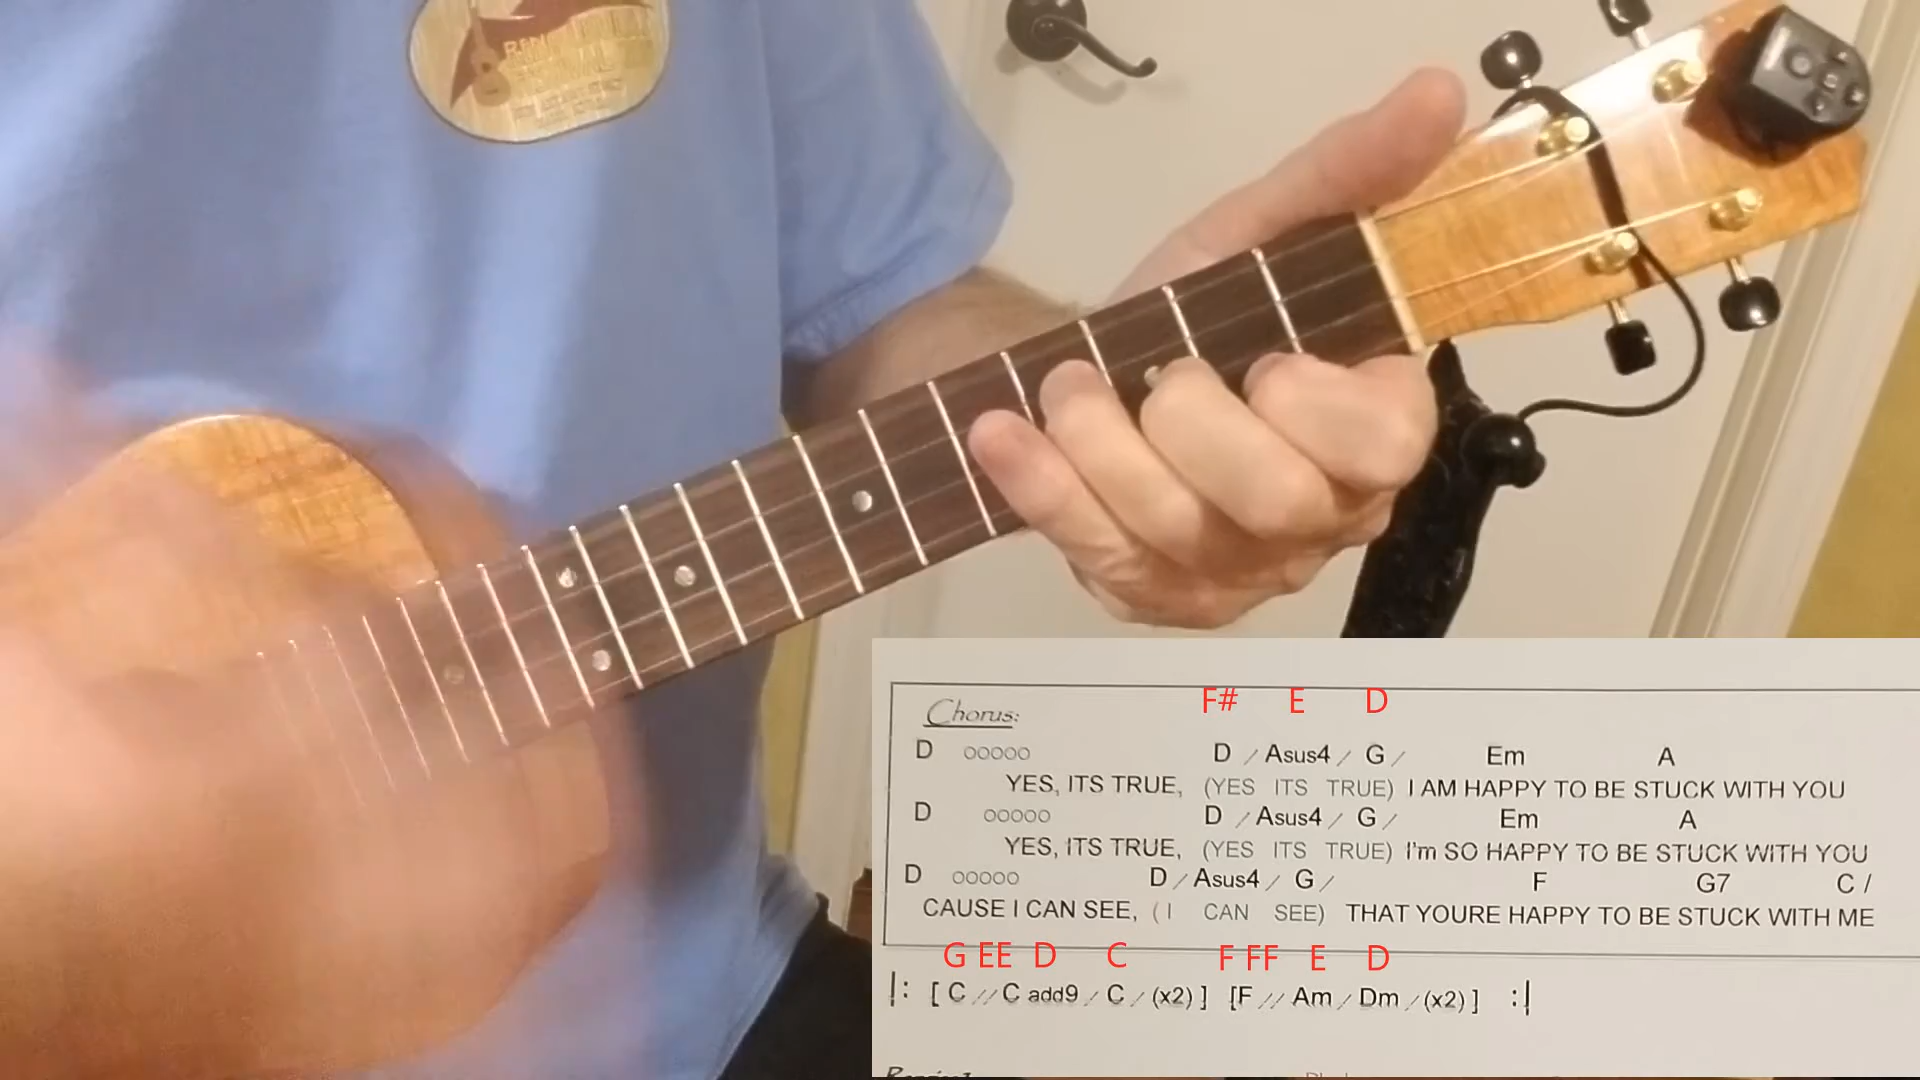 F# E D
Chorus:
D ooooo D / Asus4 / G / Em A
YES, ITS TRUE, (YES ITS TRUE) I AM HAPPY TO BE STUCK WITH YOU
D ooooo D / Asus4 / G / Em A
YES, ITS TRUE, (YES ITS TRUE) I'm SO HAPPY TO BE STUCK WITH YOU
D ooooo D / Asus4 / G / F G7 C /
CAUSE I CAN SEE, ( I CAN SEE) THAT YOURE HAPPY TO BE STUCK WITH ME
G EE D C F FF E D
|: [ C // C add9 / C / (x2) ] [F // Am / Dm / (x2) ] :|